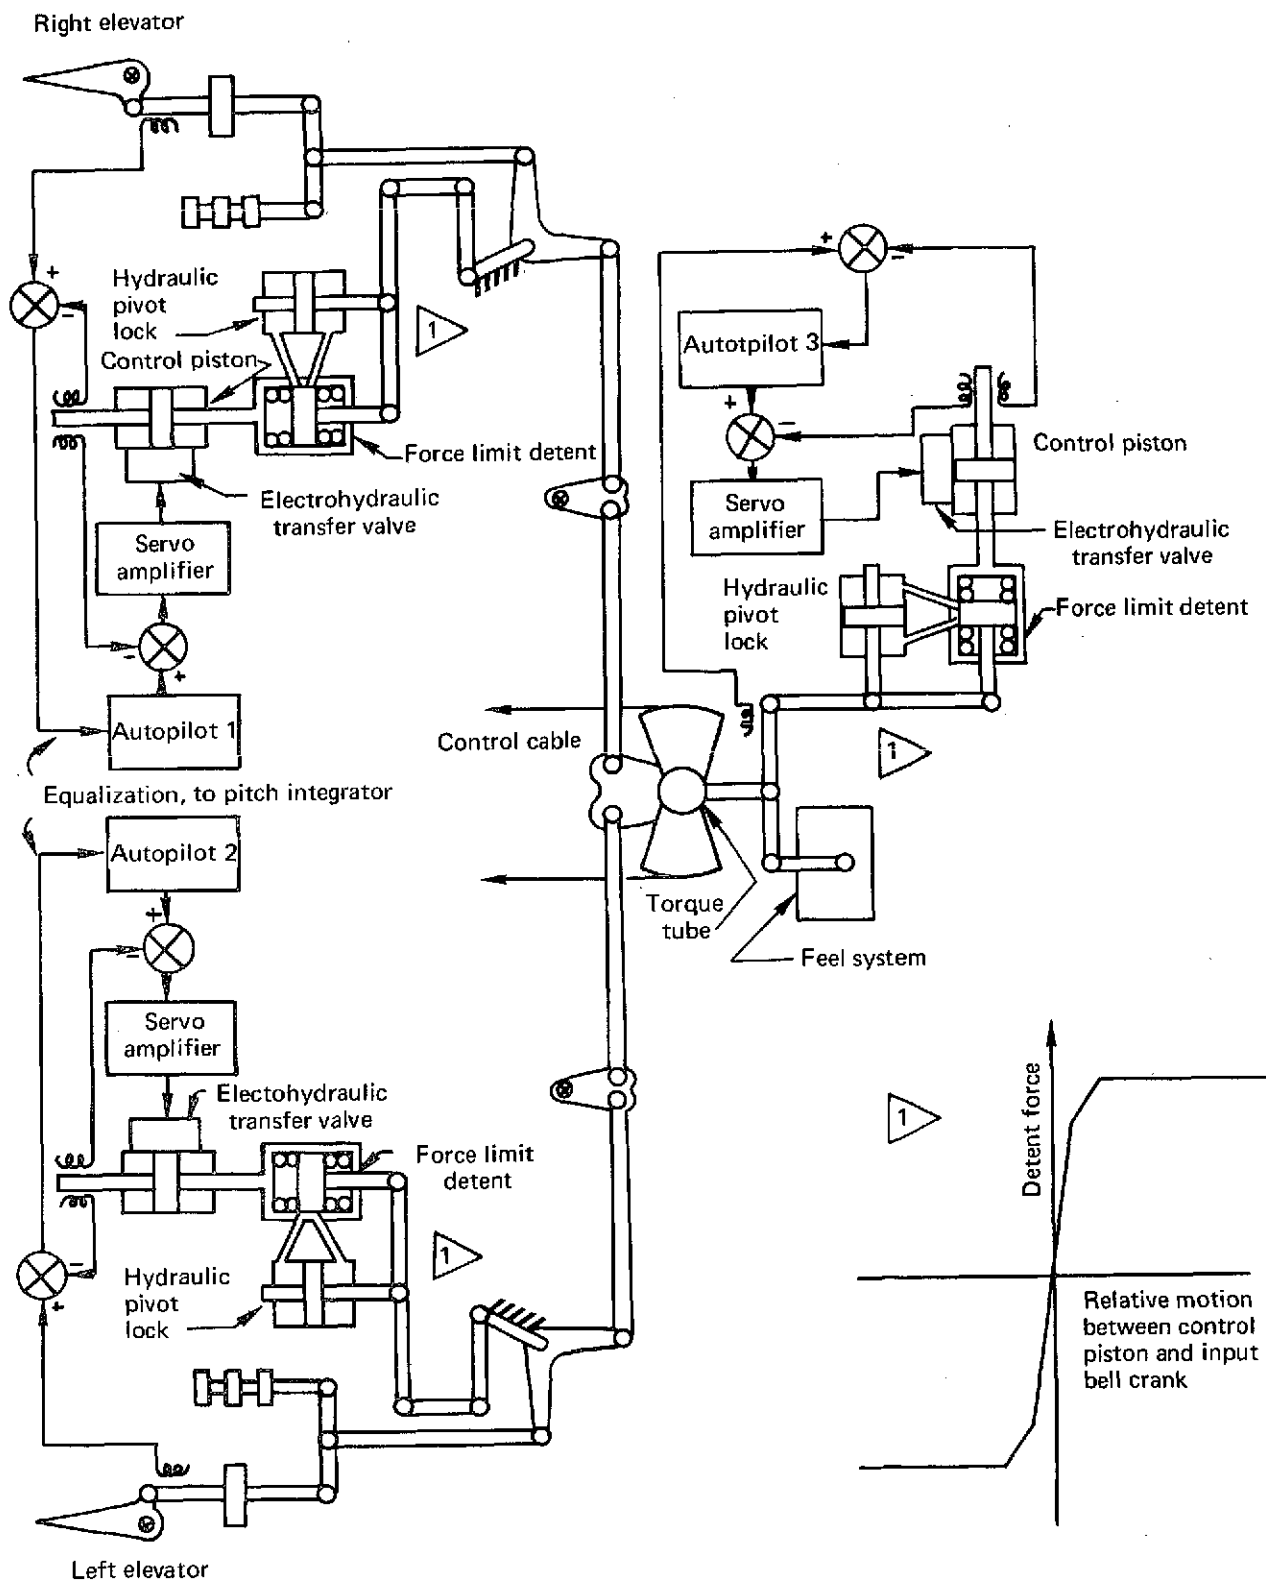 Right elevator
+
-
Hydraulic
pivot
lock
1
Control piston
Force limit detent
Electrohydraulic
transfer valve
Servo
amplifier
-
+
Autopilot 1
Equalization, to pitch integrator
Autopilot 2
+
-
Servo
amplifier
Electohydraulic
transfer valve
Force limit
detent
-
+
Hydraulic
pivot
lock
1
Left elevator
+
-
Autotpilot 3
+
-
Servo
amplifier
Control piston
Electrohydraulic
transfer valve
Hydraulic
pivot
lock
Force limit detent
Control cable
1
Torque
tube
Feel system
1
Detent force
Relative motion
between control
piston and input
bell crank